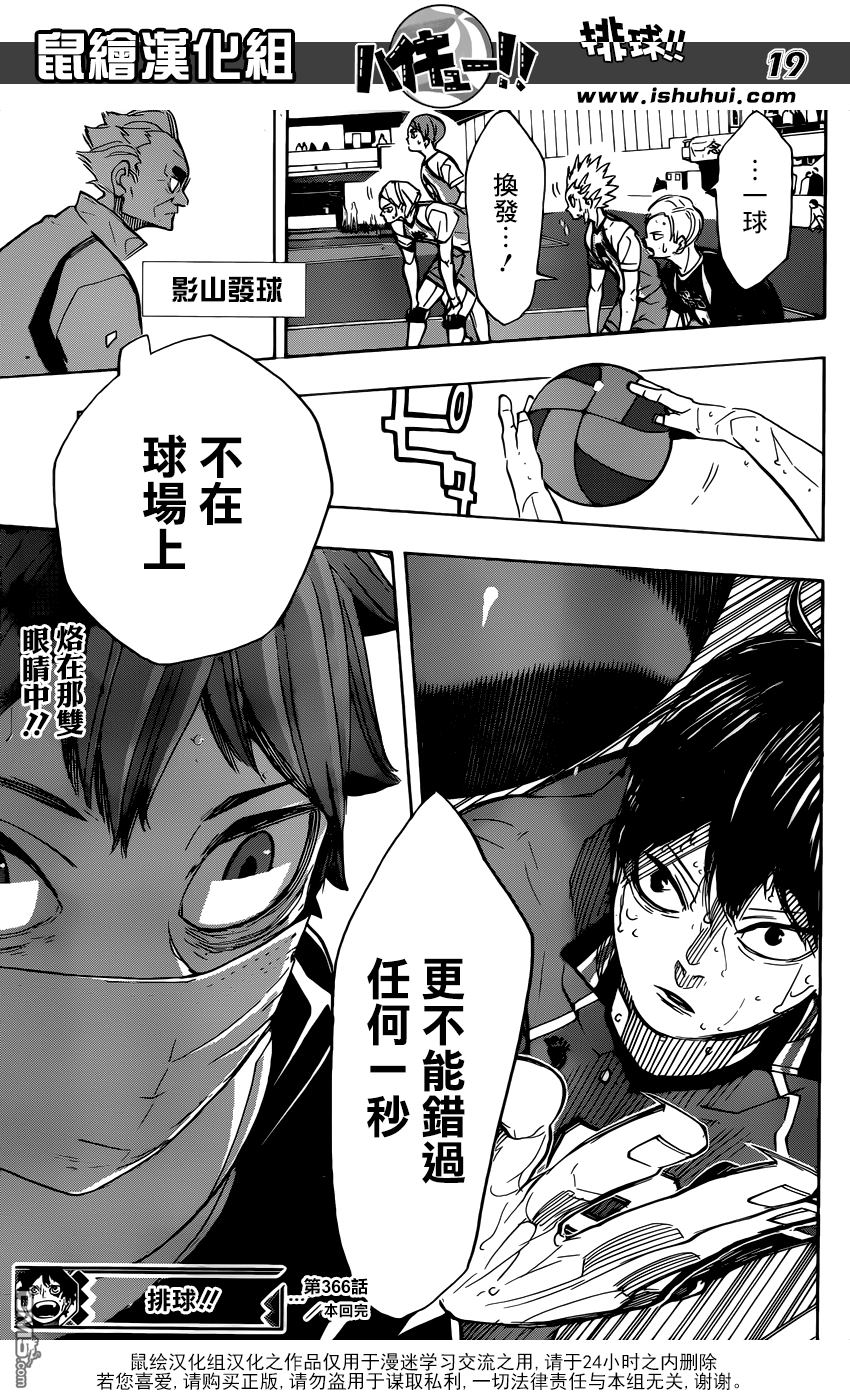 鼠繪漢化組
ハイキュー!!
排球!!
19
www.ishuhui.com
…一球
換發…!
影山發球
不在
球場上
烙在那雙
眼睛中!!
更不能錯過
任何一秒
排球!!
…第366話
／本回完
鼠绘汉化组汉化之作品仅用于漫迷学习交流之用, 请于24小时之内删除
若您喜爱, 请购买正版, 请勿滥用于谋取私利, 一切法律责任与本组无关, 谢谢。